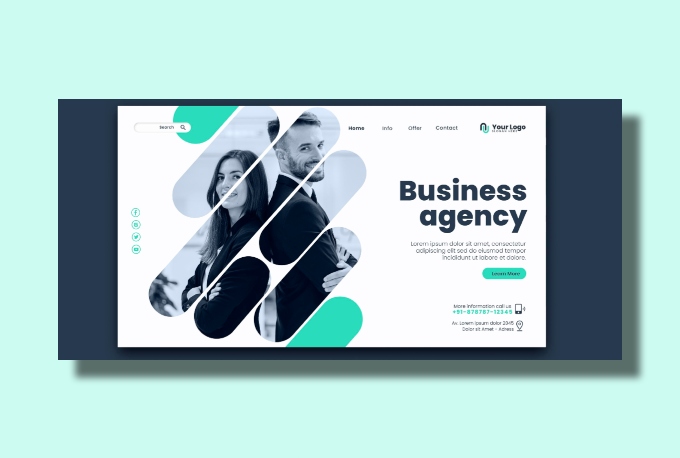 Search
Home
Info
Offer
Contact
Your Logo
Business
agency
Lorem ipsum dolor sit amet, consectetur
adipiscing elit sed do eiusmod tempor
incididunt ut labore et dolore.
Learn More
More information call us:
+91-878787-12345
Av. Lorem Ipsum dolor 2345
Dolor sit Amet - Adress